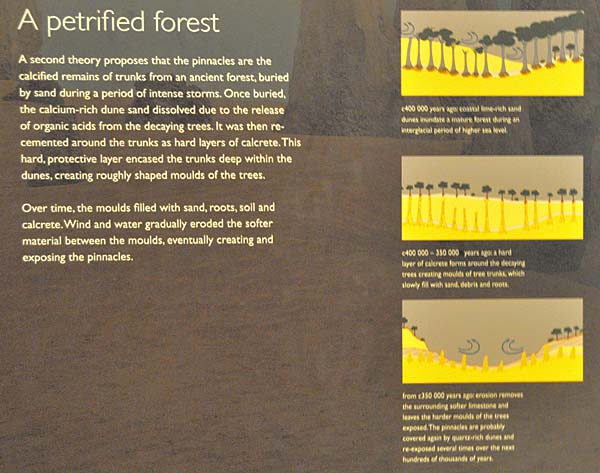 A petrified forest
A second theory proposes that the pinnacles are the
calcified remains of trunks from an ancient forest, buried
by sand during a period of intense storms. Once buried,
the calcium-rich dune sand dissolved due to the release
of organic acids from the decaying trees. It was then re-
cemented around the trunks as hard layers of calcrete. This
hard, protective layer encased the trunks deep within the
dunes, creating roughly shaped moulds of the trees.
Over time, the moulds filled with sand, roots, soil and
calcrete. Wind and water gradually eroded the softer
material between the moulds, eventually creating and
exposing the pinnacles.
c400 000 years ago: coastal lime-rich sand
dunes inundate a mature forest during an
interglacial period of higher sea level.
c400 000 – 350 000 years ago: a hard
layer of calcrete forms around the decaying
trees creating moulds of tree trunks, which
slowly fill with sand, debris and roots.
from c350 000 years ago: erosion removes
the surrounding softer limestone and
leaves the harder moulds of the trees
exposed. The pinnacles are probably
covered again by quartz-rich dunes and
re-exposed several times over the next
hundreds of thousands of years.